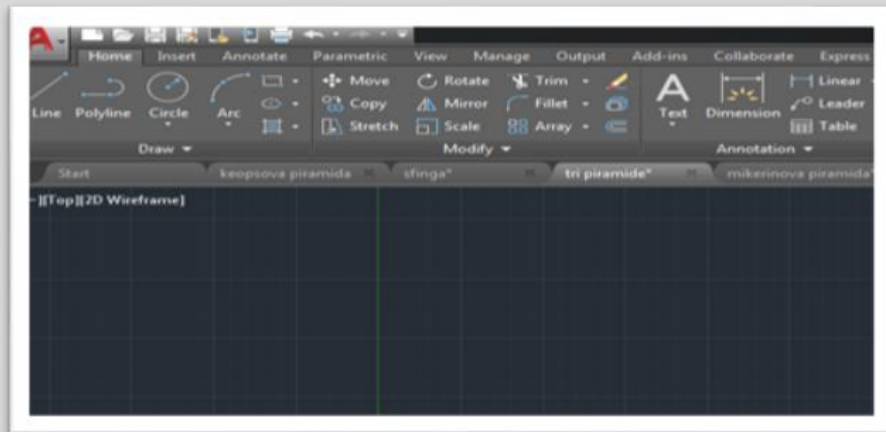 Home Insert Annotate Parametric View Manage Output Add-ins Collaborate Express
Line Polyline Circle Arc
Move Rotate Trim
Copy Mirror Fillet
Stretch Scale Array
Text Dimension
Linear
Leader
Table
Draw Modify Annotation
Start keopsova piramida sfinga* tri piramide* mikerinova piramida*
-][Top][2D Wireframe]